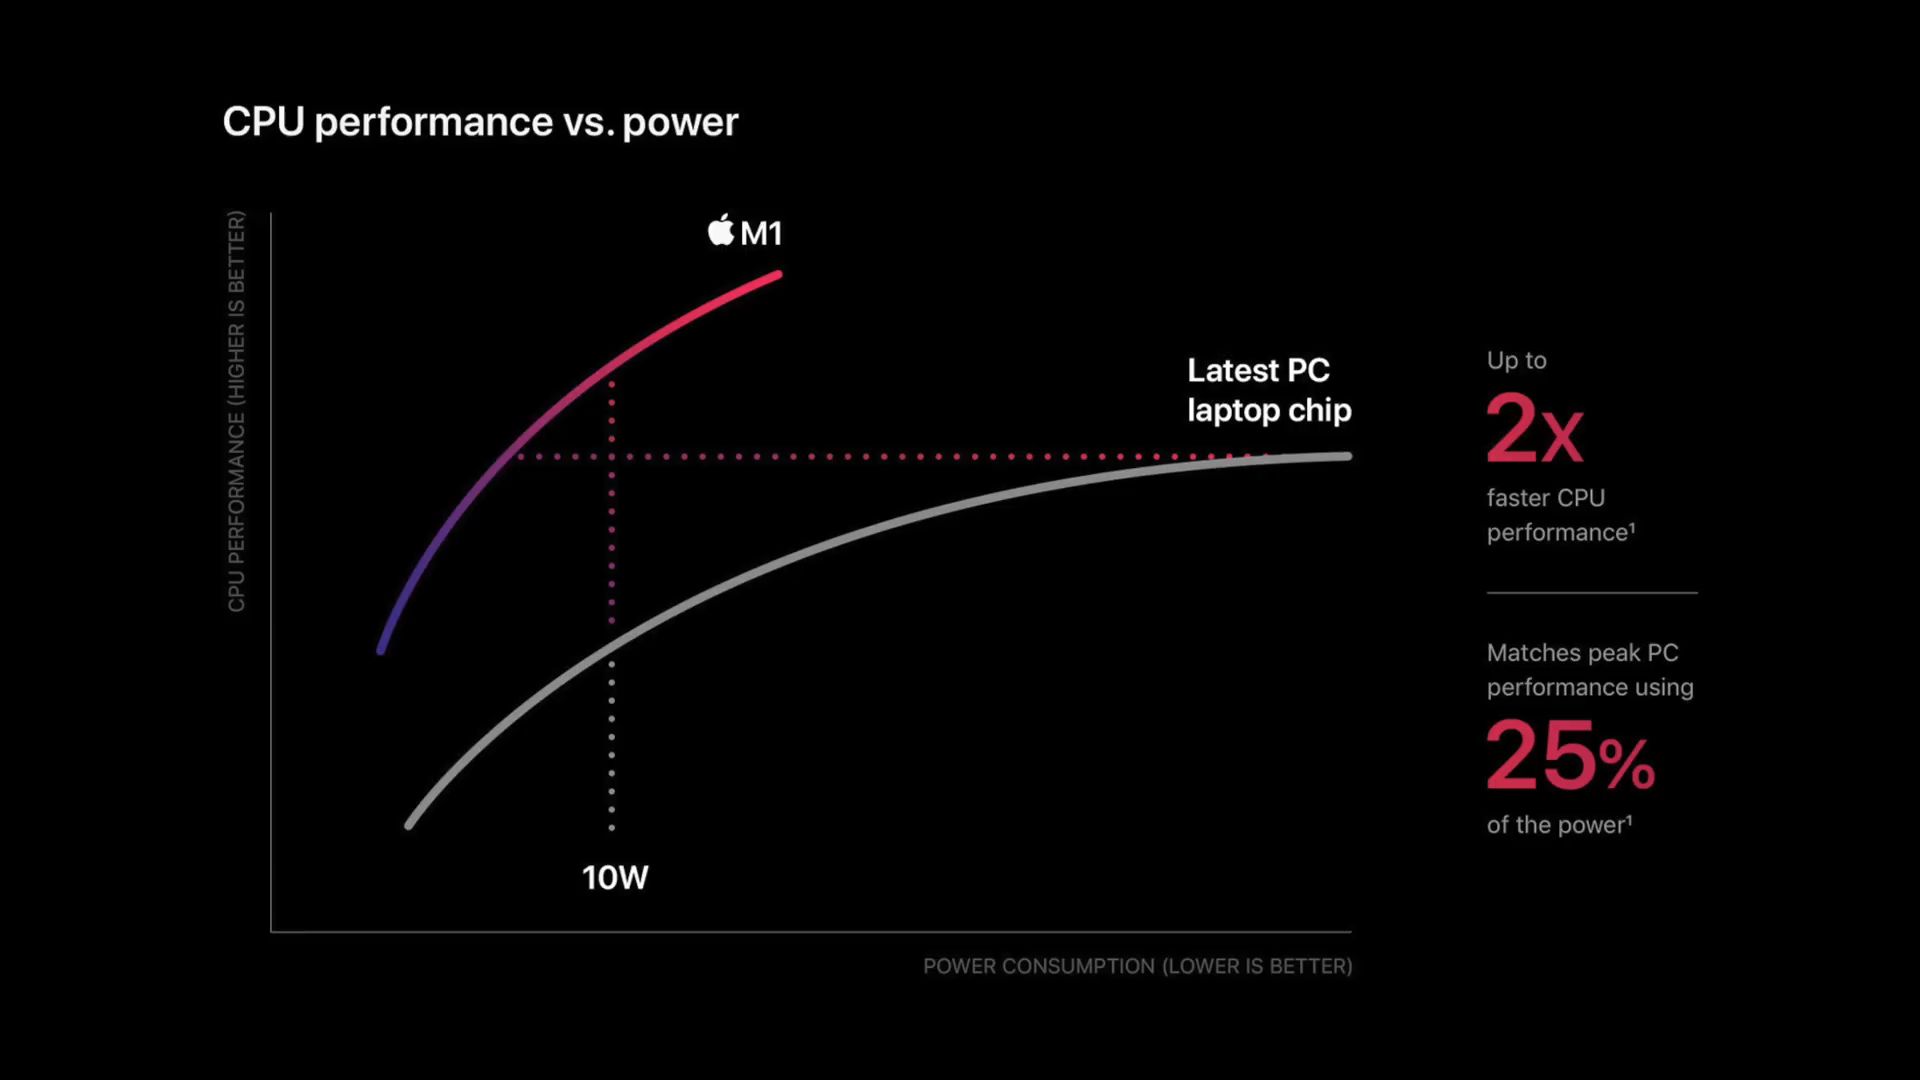 CPU performance vs. power
CPU PERFORMANCE (HIGHER IS BETTER)
M1
Latest PC
laptop chip
10W
POWER CONSUMPTION (LOWER IS BETTER)
Up to
2x
faster CPU
performance¹
Matches peak PC
performance using
25%
of the power¹